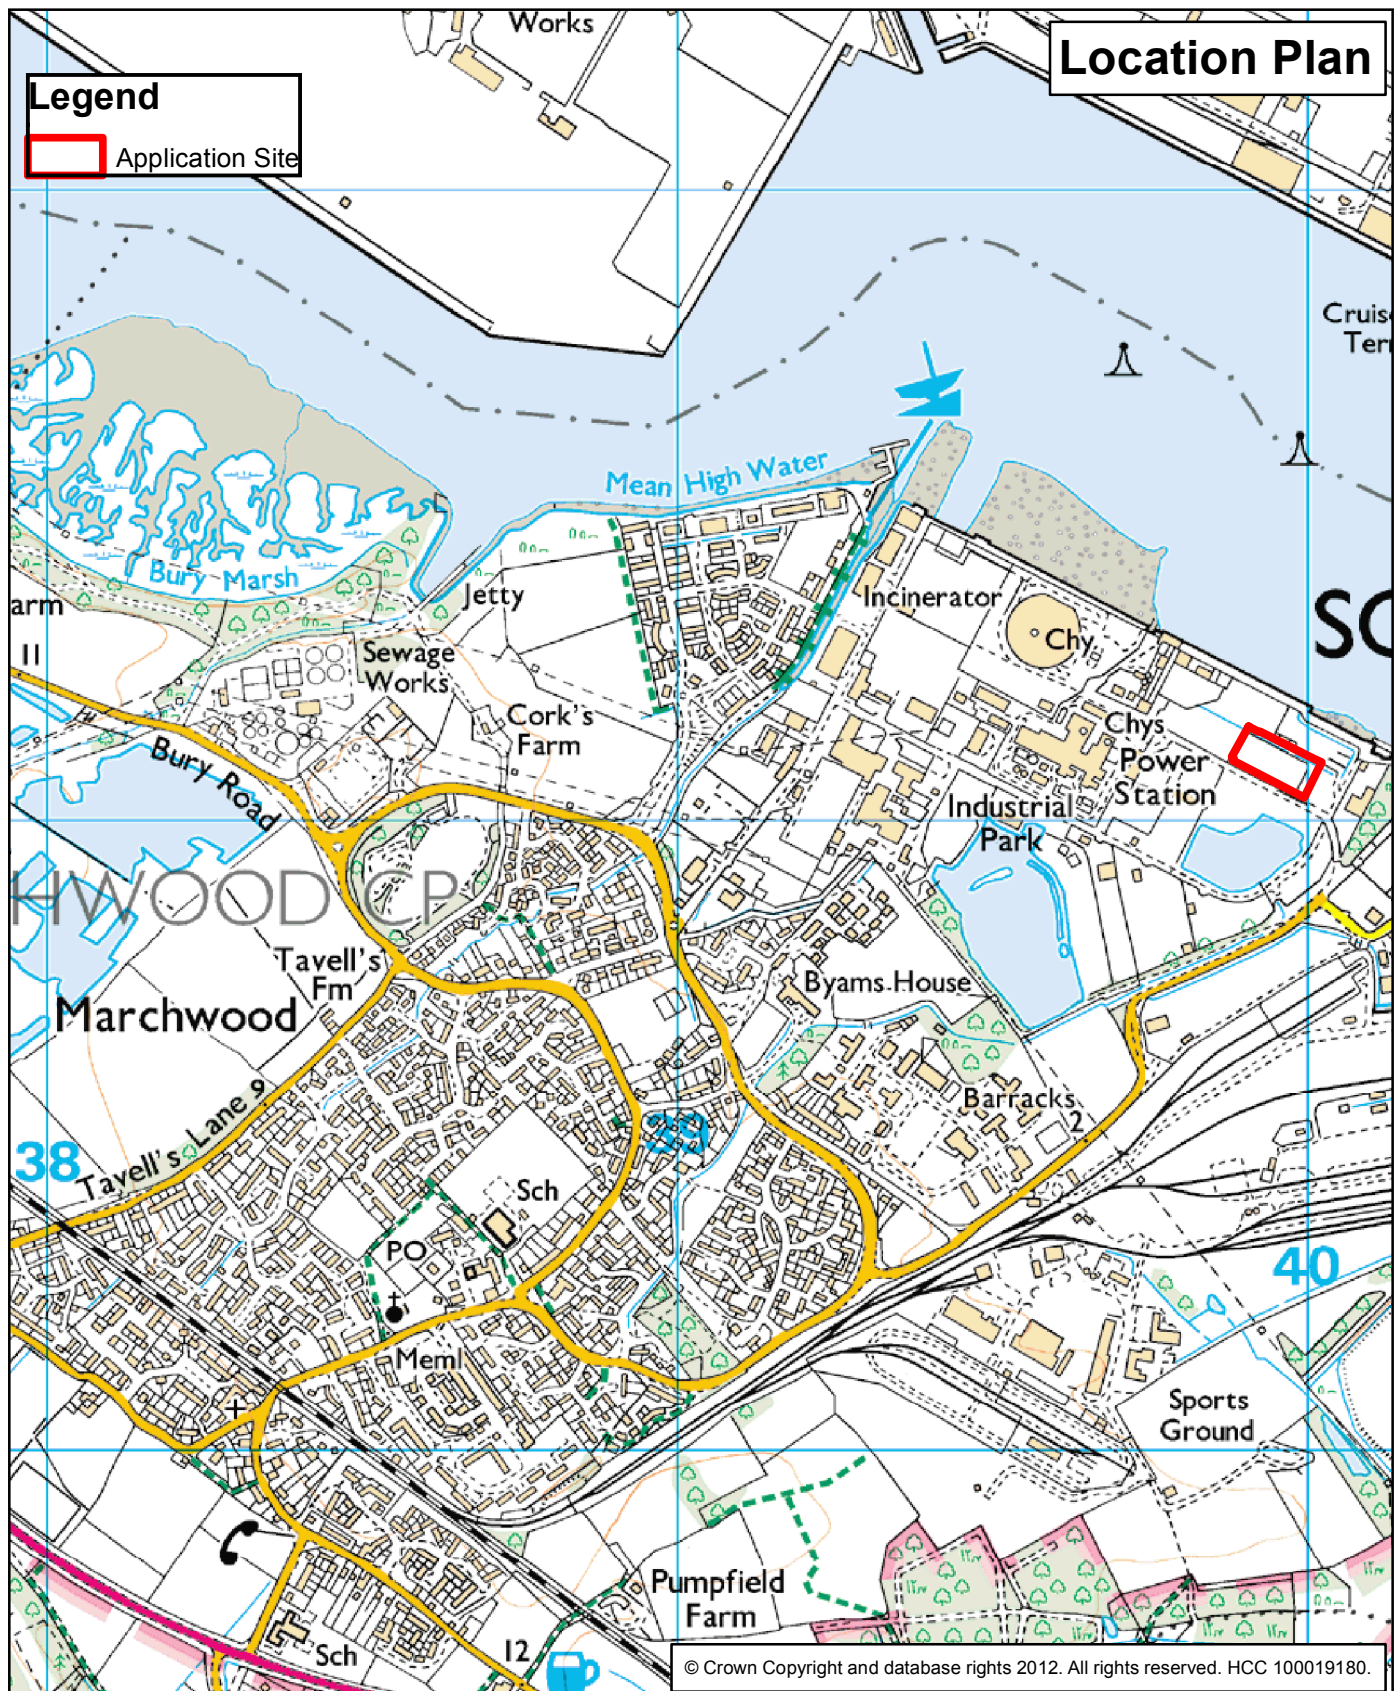 Works
Location Plan
Legend
Application Site
Cruis
Ter
Mean High Water
Bury Marsh
arm
Jetty
Incinerator
SO
11
Sewage
Works
Chy
Cork's
Farm
Chys
Power
Station
Bury Road
Industrial
Park
HWOOD CP
Tavell's
Fm
Byams House
Marchwood
Barracks
2
Tavell's Lane 9
39
38
Sch
PO
40
Meml
Sports
Ground
Pumpfield
Farm
12
Sch
© Crown Copyright and database rights 2012. All rights reserved. HCC 100019180.